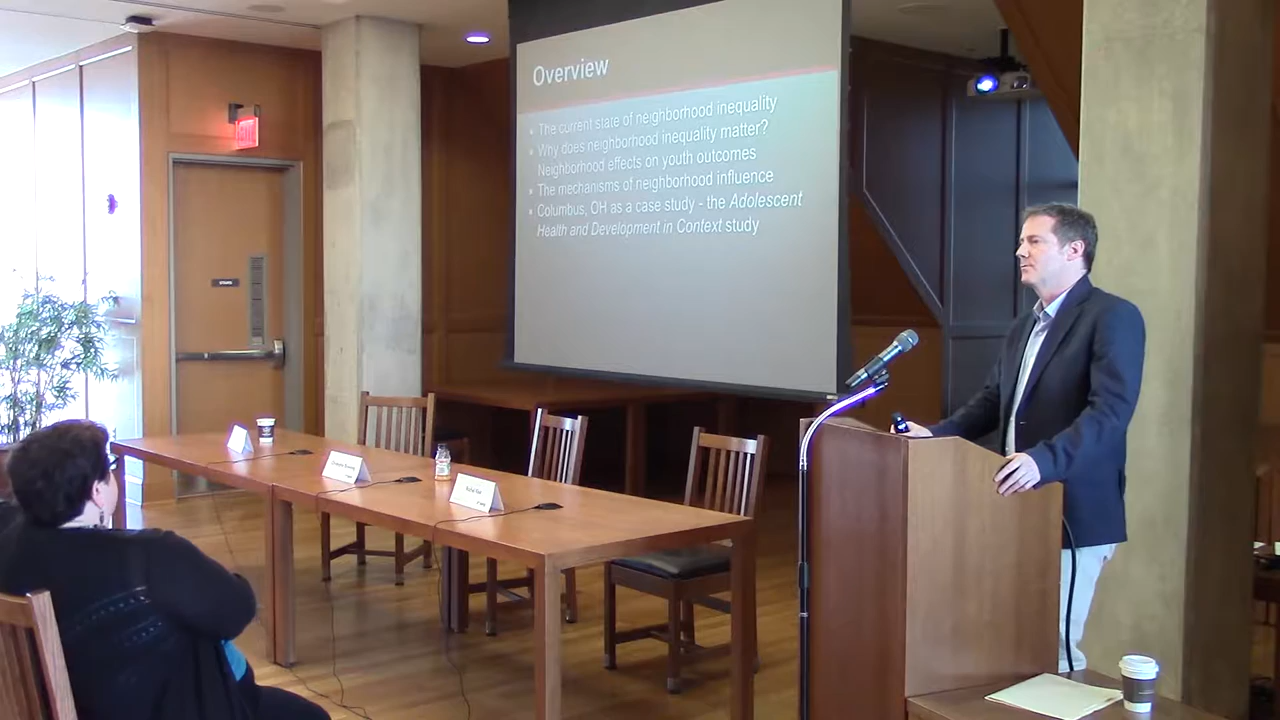 Overview
• The current state of neighborhood inequality
• Why does neighborhood inequality matter?
Neighborhood effects on youth outcomes
• The mechanisms of neighborhood influence
• Columbus, OH as a case study - the Adolescent
Health and Development in Context study
EXIT